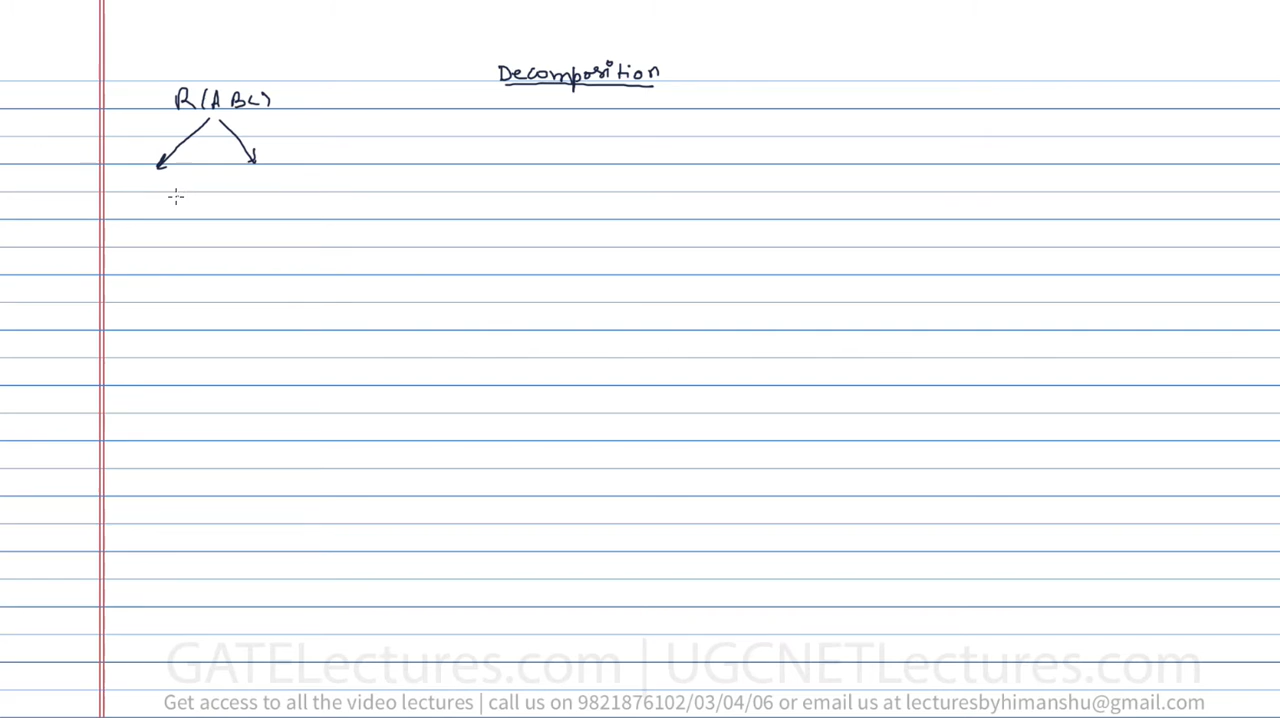 Decomposition
R(ABC)
GATELectures.com | UGCNETLectures.com
Get access to all the video lectures | call us on 9821876102/03/04/06 or email us at lecturesbyhimanshu@gmail.com